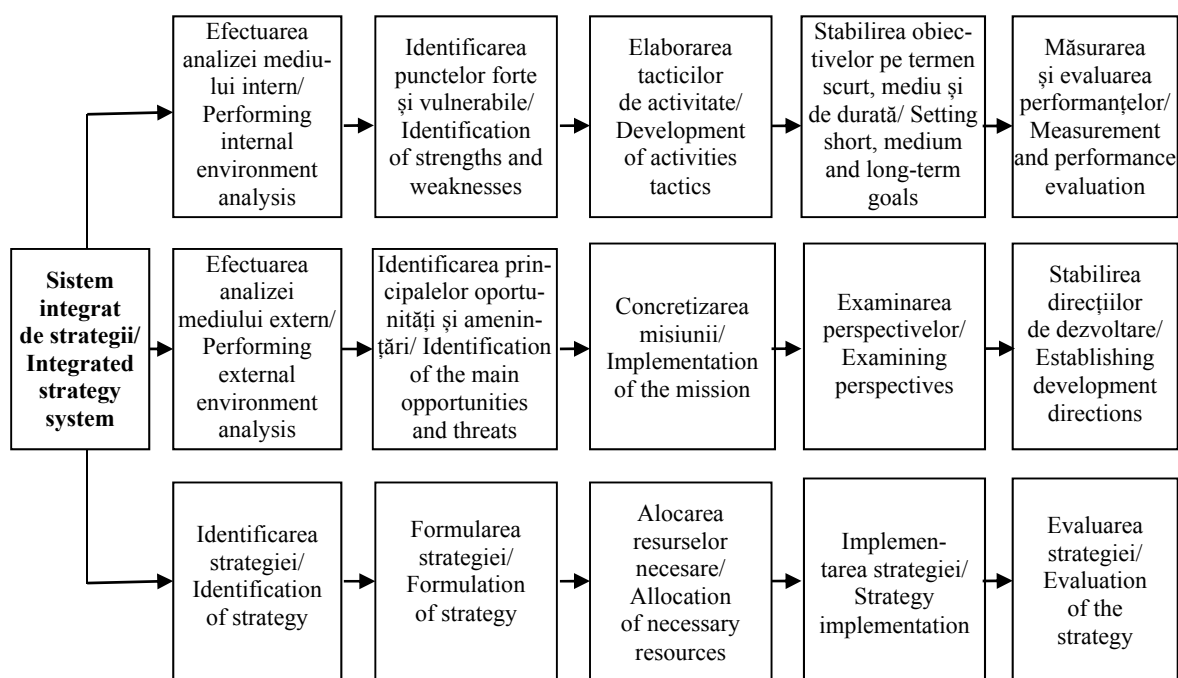 Efectuarea
analizei mediu-
lui intern/
Performing
internal
environment
analysis
Identificarea
punctelor forte
și vulnerabile/
Identification
of strengths and
weaknesses
Elaborarea
tacticilor
de activitate/
Development
of activities
tactics
Stabilirea obiec-
tivelor pe termen
scurt, mediu și
de durată/ Setting
short, medium
and long-term
goals
Măsurarea
și evaluarea
performanțelor/
Measurement
and performance
evaluation
Sistem
integrat
de strategii/
Integrated
strategy
system
Efectuarea
analizei
mediului extern/
Performing
external
environment
analysis
Identificarea prin-
cipalelor oportu-
nități și amenin-
țări/ Identification
of the main
opportunities
and threats
Concretizarea
misiunii/
Implementation
of the mission
Examinarea
perspectivelor/
Examining
perspectives
Stabilirea
direcțiilor
de dezvoltare/
Establishing
development
directions
Identificarea
strategiei/
Identification
of strategy
Formularea
strategiei/
Formulation
of strategy
Alocarea
resurselor
necesare/
Allocation
of necessary
resources
Implemen-
tarea strategiei/
Strategy
implementation
Evaluarea
strategiei/
Evaluation
of the
strategy